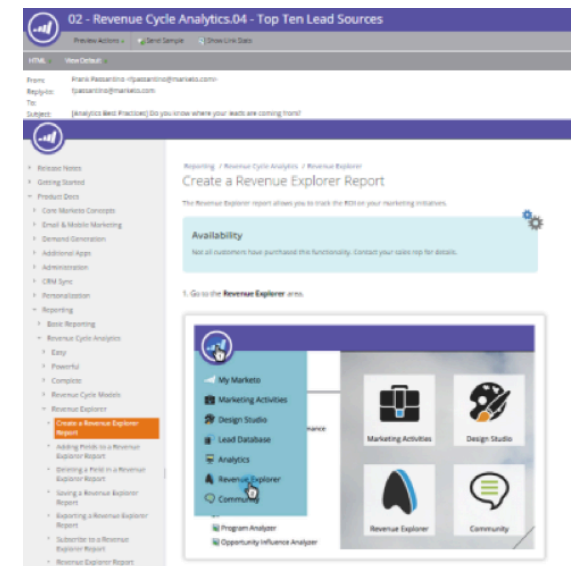 02 - Revenue Cycle Analytics.04 - Top Ten Lead Sources
Preview Actions
Send Sample
Show Link Stats
HTML
View Default
From: Frank Passantino <fpassantino@marketo.com>
Reply-to: fpassantino@marketo.com
To:
Subject: [Analytics Best Practices] Do you know where your leads are coming from?
Release Notes
Getting Started
Product Docs
Core Marketo Concepts
Email & Mobile Marketing
Demand Generation
Additional Apps
Administration
CRM Sync
Personalization
Reporting
Basic Reporting
Revenue Cycle Analytics
Easy
Powerful
Complete
Revenue Cycle Models
Revenue Explorer
Create a Revenue Explorer
Report
Adding Fields to a Revenue
Explorer Report
Deleting a Field in a Revenue
Explorer Report
Saving a Revenue Explorer
Report
Exporting a Revenue Explorer
Report
Subscribe to a Revenue
Explorer Report
Revenue Explorer Report
Reporting / Revenue Cycle Analytics / Revenue Explorer
Create a Revenue Explorer Report
The Revenue Explorer report allows you to track the ROI on your marketing initiatives.
Availability
Not all customers have purchased this functionality. Contact your sales rep for details.
1. Go to the Revenue Explorer area.
My Marketo
Marketing Activities
Design Studio
Lead Database
Analytics
Revenue Explorer
Community
mance
Program Analyzer
Opportunity Influence Analyzer
Marketing Activities
Design Studio
Revenue Explorer
Community